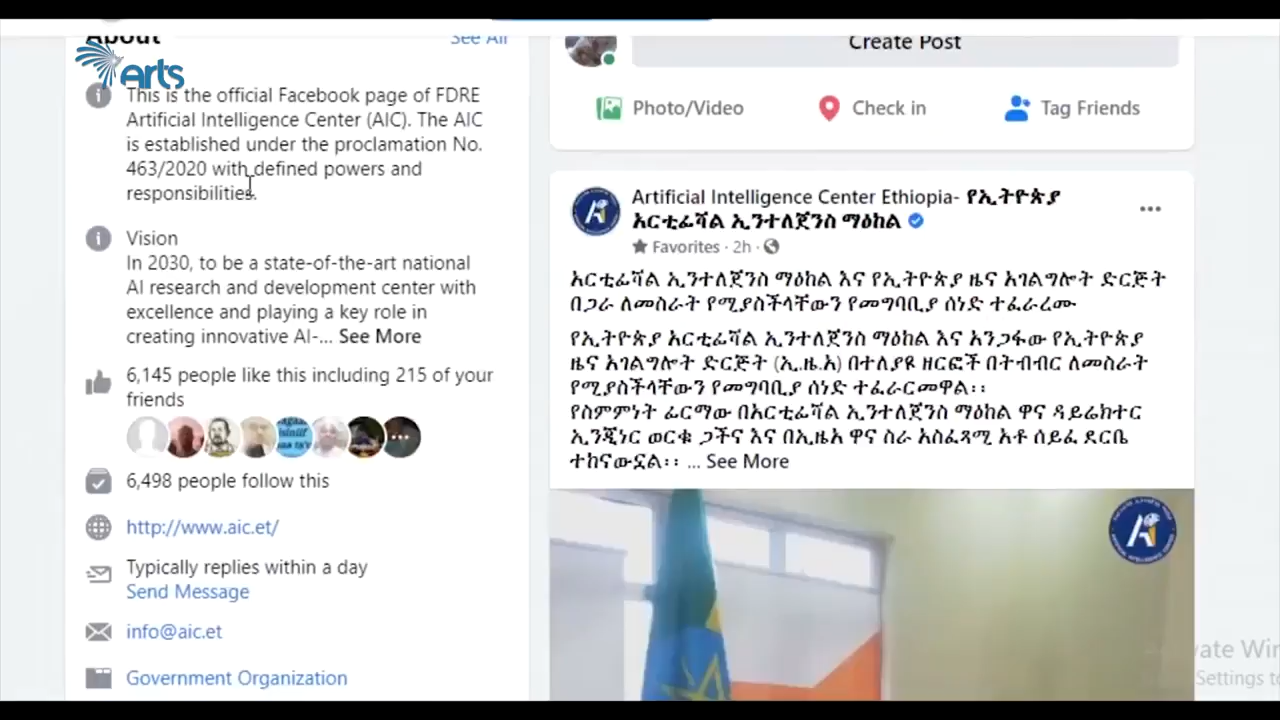 About
See All
arts
This is the official Facebook page of FDRE
Artificial Intelligence Center (AIC). The AIC
is established under the proclamation No.
463/2020 with defined powers and
responsibilities.
Vision
In 2030, to be a state-of-the-art national
AI research and development center with
excellence and playing a key role in
creating innovative AI-... See More
6,145 people like this including 215 of your
friends
6,498 people follow this
http://www.aic.et/
Typically replies within a day
Send Message
info@aic.et
Government Organization
Create Post
Photo/Video
Check in
Tag Friends
Artificial Intelligence Center Ethiopia- የኢትዮጵያ
አርቲፊሻል ኢንተለጀንስ ማዕከል
Favorites · 2h ·
አርቲፊሻል ኢንተለጀንስ ማዕከል እና የኢትዮጵያ ዜና አገልግሎት ድርጅት
በጋራ ለመስራት የሚያስችላቸውን የመግባቢያ ሰነድ ተፈራረሙ
የኢትዮጵያ አርቲፊሻል ኢንተለጀንስ ማዕከል እና አንጋፋው የኢትዮጵያ
ዜና አገልግሎት ድርጅት (ኢ.ዜ.አ) በተለያዩ ዘርፎች በትብብር ለመስራት
የሚያስችላቸውን የመግባቢያ ሰነድ ተፈራርመዋል፡፡
የስምምነት ፊርማው በአርቲፊሻል ኢንተለጀንስ ማዕከል ዋና ዳይሬክተር
ኢንጂነር ወርቁ ጋችና እና በኢዜአ ዋና ስራ አስፈጻሚ አቶ ሰይፈ ደርቤ
ተከናውኗል፡፡ ... See More